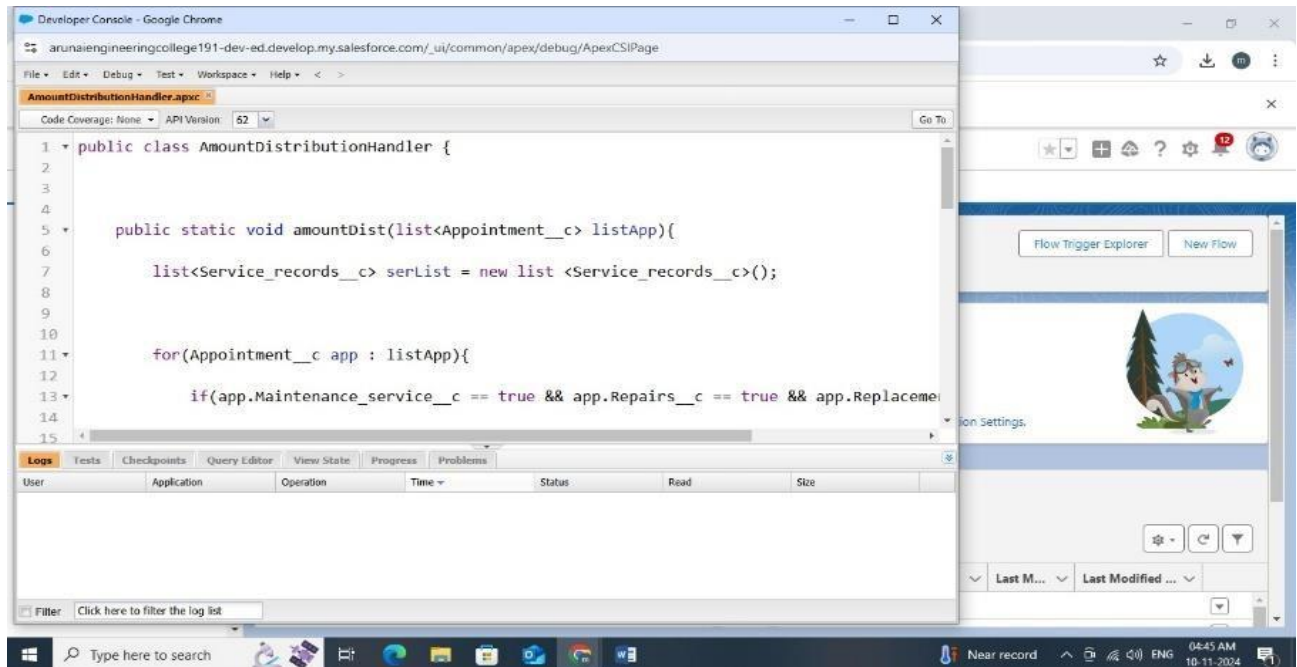 Developer Console - Google Chrome
arunaiengineeringcollege191-dev-ed.develop.my.salesforce.com/_ui/common/apex/debug/ApexCSIPage
File Edit Debug Test Workspace Help < >
AmountDistributionHandler.apxc
Code Coverage: None API Version: 62 Go To
1 public class AmountDistributionHandler {
2
3
4
5 public static void amountDist(list<Appointment__c> listApp){
6
7 list<Service_records__c> serList = new list <Service_records__c>();
8
9
10
11 for(Appointment__c app : listApp){
12
13 if(app.Maintenance_service__c == true && app.Repairs__c == true && app.Replaceme
14
15
Logs Tests Checkpoints Query Editor View State Progress Problems
User Application Operation Time Status Read Size
Filter Click here to filter the log list
m
12
Flow Trigger Explorer New Flow
ion Settings.
Last M... Last Modified ...
Type here to search
Near record ENG 04:45 AM
10-11-2024